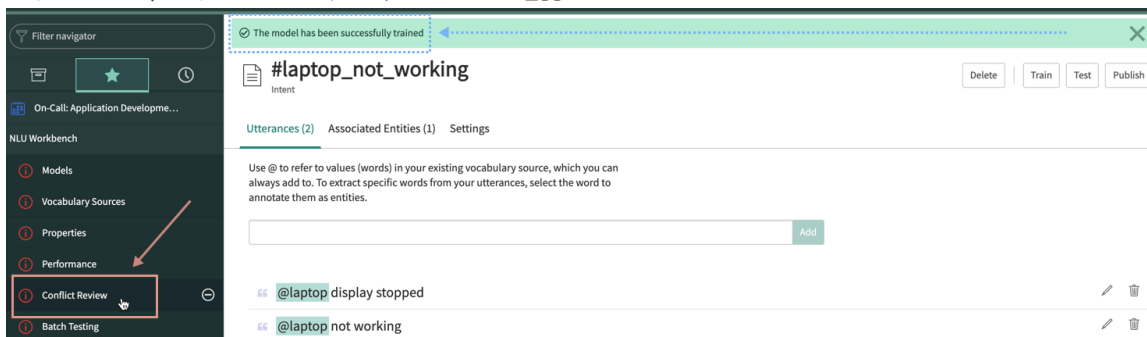 Filter navigator
The model has been successfully trained
#laptop_not_working
Intent
Delete
Train
Test
Publish
On-Call: Application Developme...
NLU Workbench
Utterances (2)
Associated Entities (1)
Settings
Models
Use @ to refer to values (words) in your existing vocabulary source, which you can
always add to. To extract specific words from your utterances, select the word to
annotate them as entities.
Vocabulary Sources
Properties
Add
Performance
Conflict Review
@laptop display stopped
Batch Testing
@laptop not working